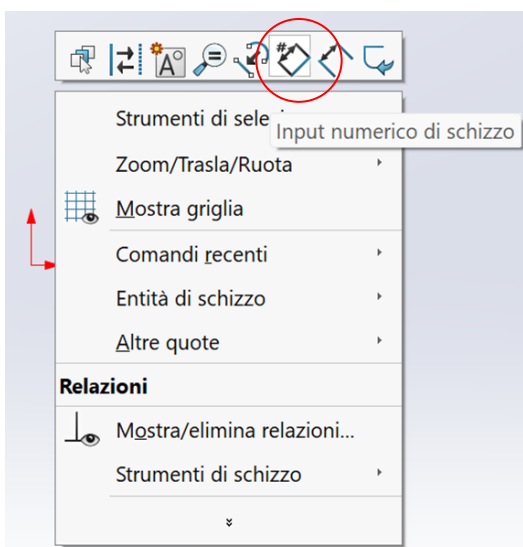 #
A
Strumenti di sele
Input numerico di schizzo
Zoom/Trasla/Ruota
Mostra griglia
Comandi recenti
Entità di schizzo
Altre quote
Relazioni
Mostra/elimina relazioni...
Strumenti di schizzo